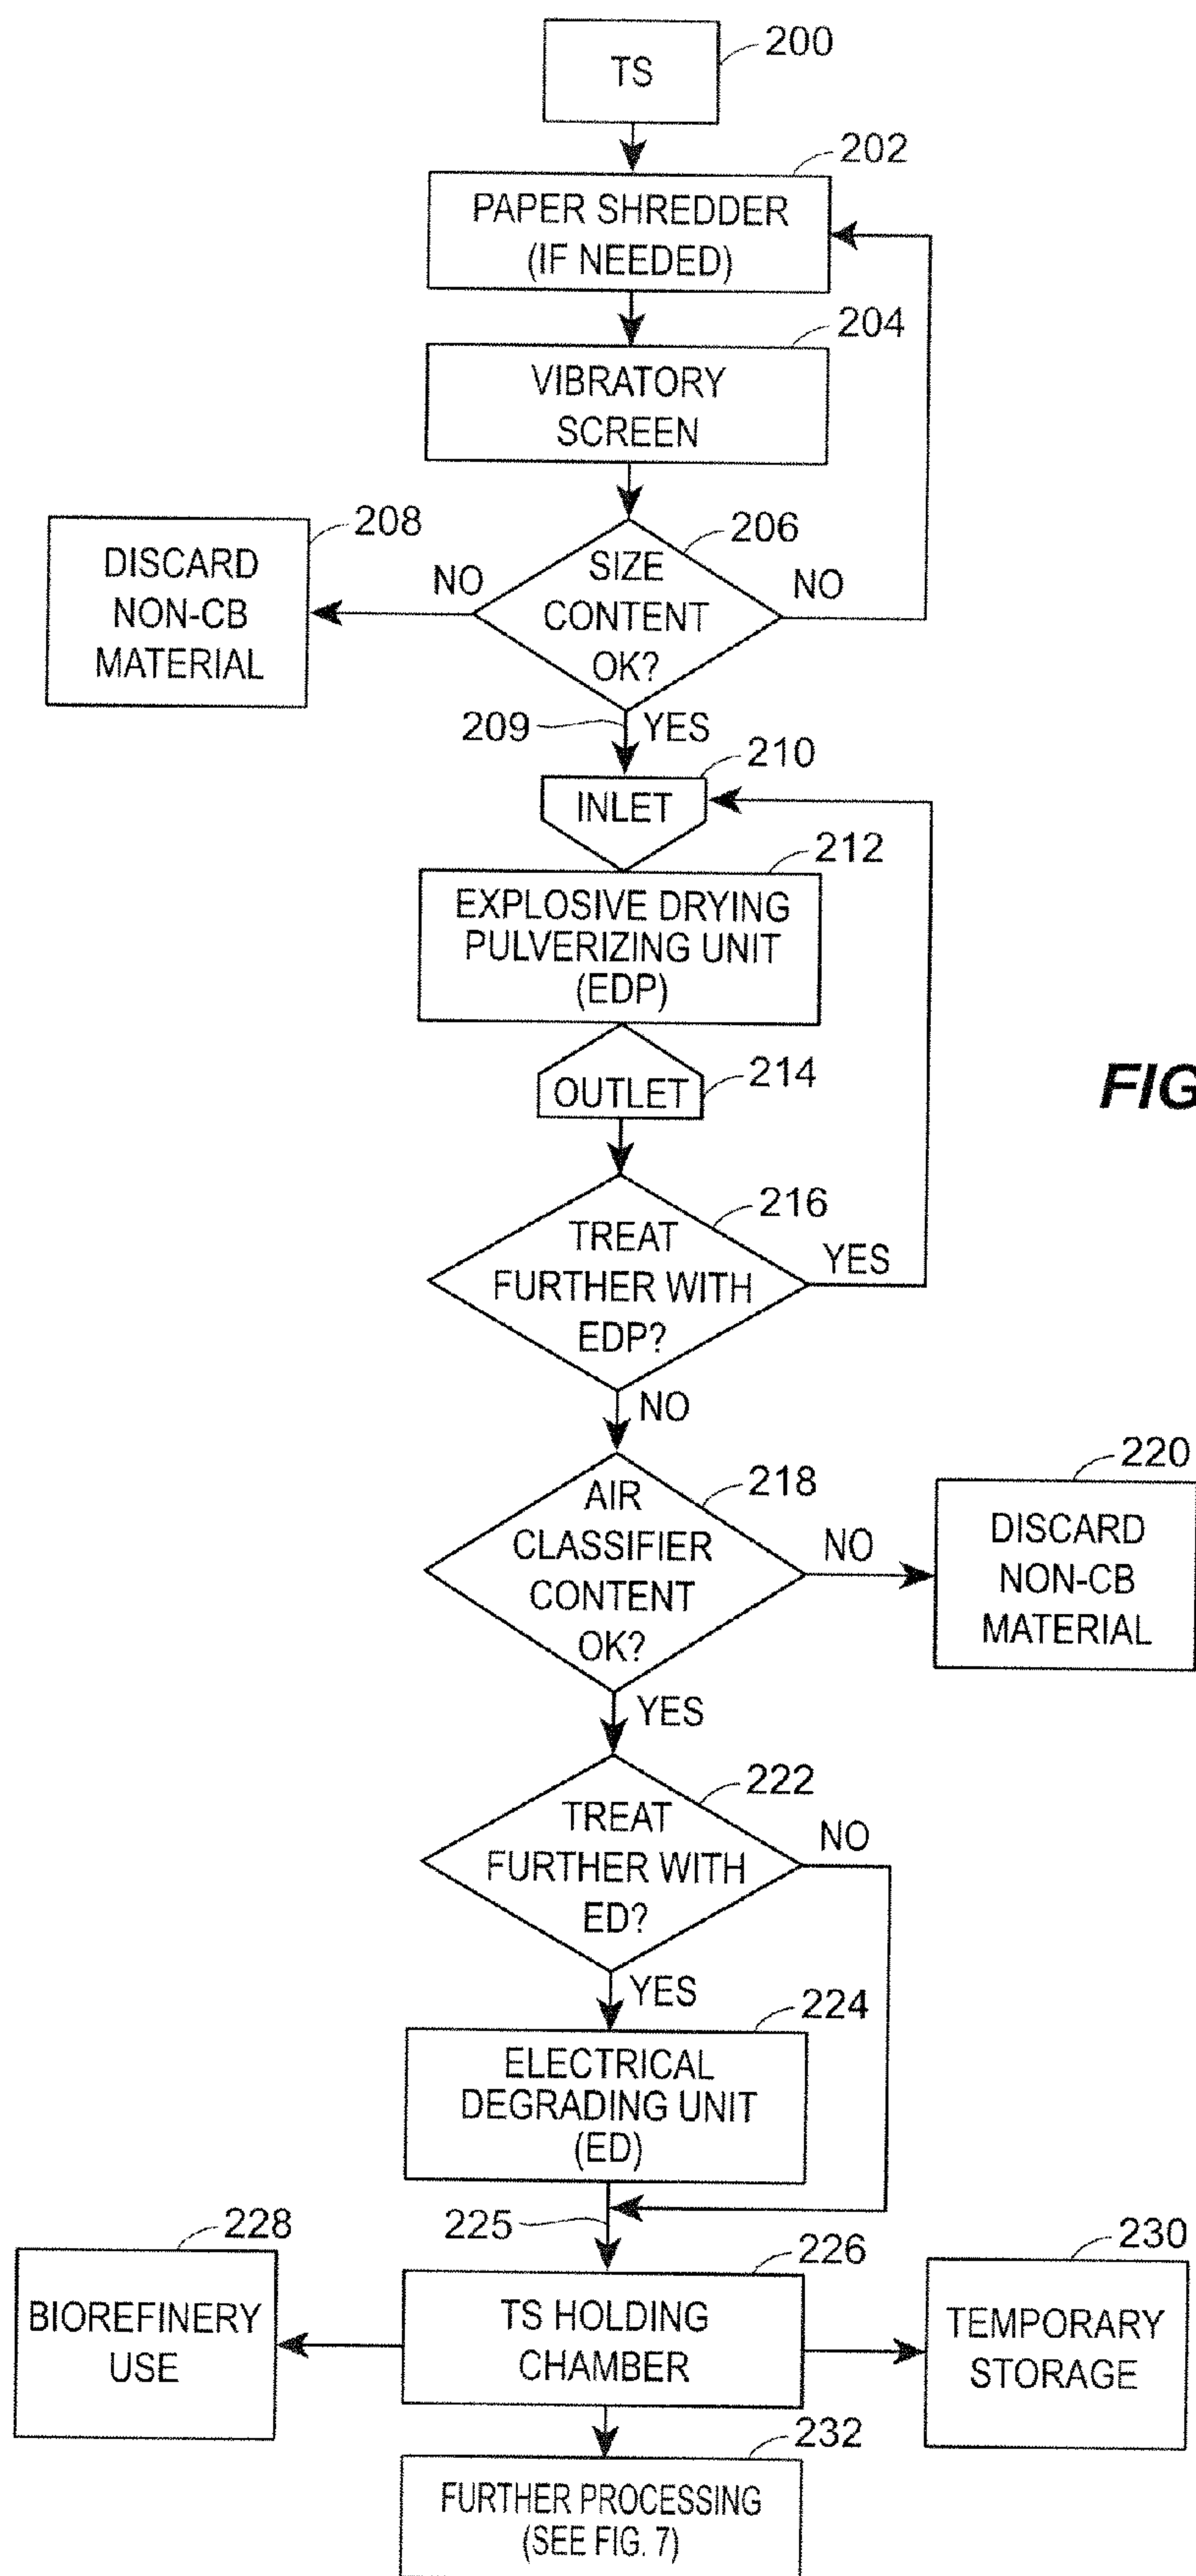 TS
200
202
PAPER SHREDDER
(IF NEEDED)
204
VIBRATORY
SCREEN
206
SIZE
CONTENT
OK?
NO
NO
208
DISCARD
NON-CB
MATERIAL
209
YES
210
INLET
212
EXPLOSIVE DRYING
PULVERIZING UNIT
(EDP)
214
OUTLET
FIG
216
TREAT
FURTHER WITH
EDP?
YES
NO
218
AIR
CLASSIFIER
CONTENT
OK?
NO
220
DISCARD
NON-CB
MATERIAL
YES
222
TREAT
FURTHER WITH
ED?
NO
YES
224
ELECTRICAL
DEGRADING UNIT
(ED)
225
226
TS HOLDING
CHAMBER
228
BIOREFINERY
USE
230
TEMPORARY
STORAGE
232
FURTHER PROCESSING
(SEE FIG. 7)